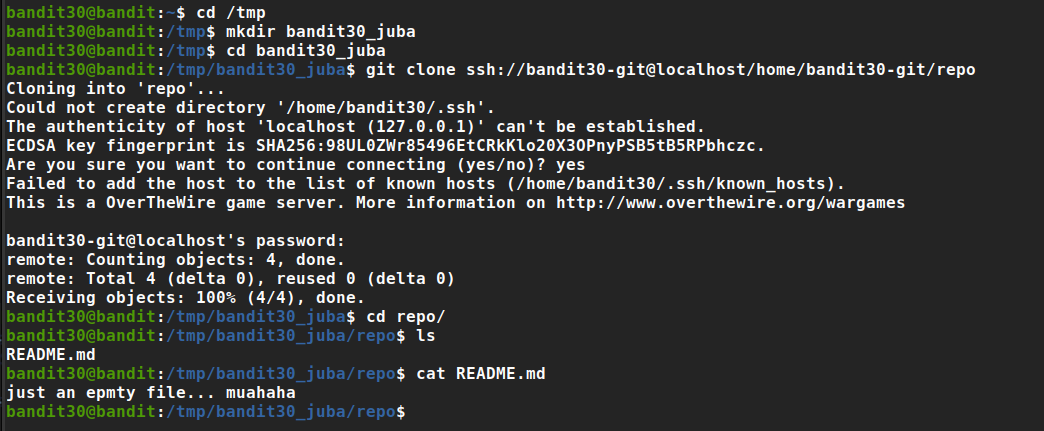 bandit30@bandit:~$ cd /tmp
bandit30@bandit:/tmp$ mkdir bandit30_juba
bandit30@bandit:/tmp$ cd bandit30_juba
bandit30@bandit:/tmp/bandit30_juba$ git clone ssh://bandit30-git@localhost/home/bandit30-git/repo
Cloning into 'repo'...
Could not create directory '/home/bandit30/.ssh'.
The authenticity of host 'localhost (127.0.0.1)' can't be established.
ECDSA key fingerprint is SHA256:98UL0ZWr85496EtCRkKlo20X3OPnyPSB5tB5RPbhczc.
Are you sure you want to continue connecting (yes/no)? yes
Failed to add the host to the list of known hosts (/home/bandit30/.ssh/known_hosts).
This is a OverTheWire game server. More information on http://www.overthewire.org/wargames
bandit30-git@localhost's password:
remote: Counting objects: 4, done.
remote: Total 4 (delta 0), reused 0 (delta 0)
Receiving objects: 100% (4/4), done.
bandit30@bandit:/tmp/bandit30_juba$ cd repo/
bandit30@bandit:/tmp/bandit30_juba/repo$ ls
README.md
bandit30@bandit:/tmp/bandit30_juba/repo$ cat README.md
just an epmty file... muahaha
bandit30@bandit:/tmp/bandit30_juba/repo$